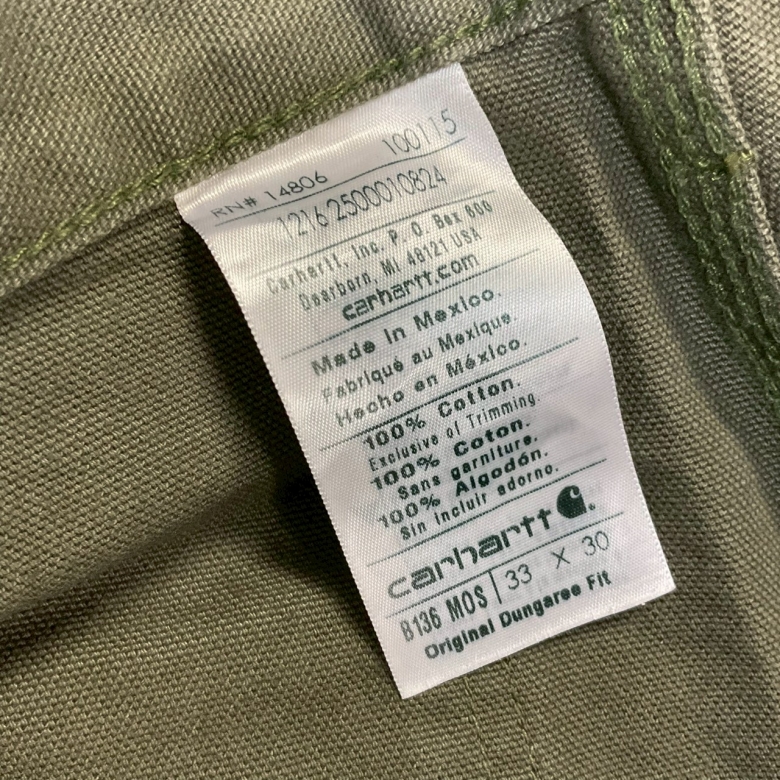 RN# 14806 100115
1216 2500010824
Carhartt, Inc. P. O. Box 600
Dearborn, MI 48121 USA
carhartt.com
Made in Mexico.
Fabriqué au Mexique.
Hecho en México.
100% Cotton.
Exclusive of Trimming.
100% Coton.
Sans garniture.
100% Algodón.
Sin incluir adorno.
carhartt
B136 MOS | 33 X 30
Original Dungaree Fit